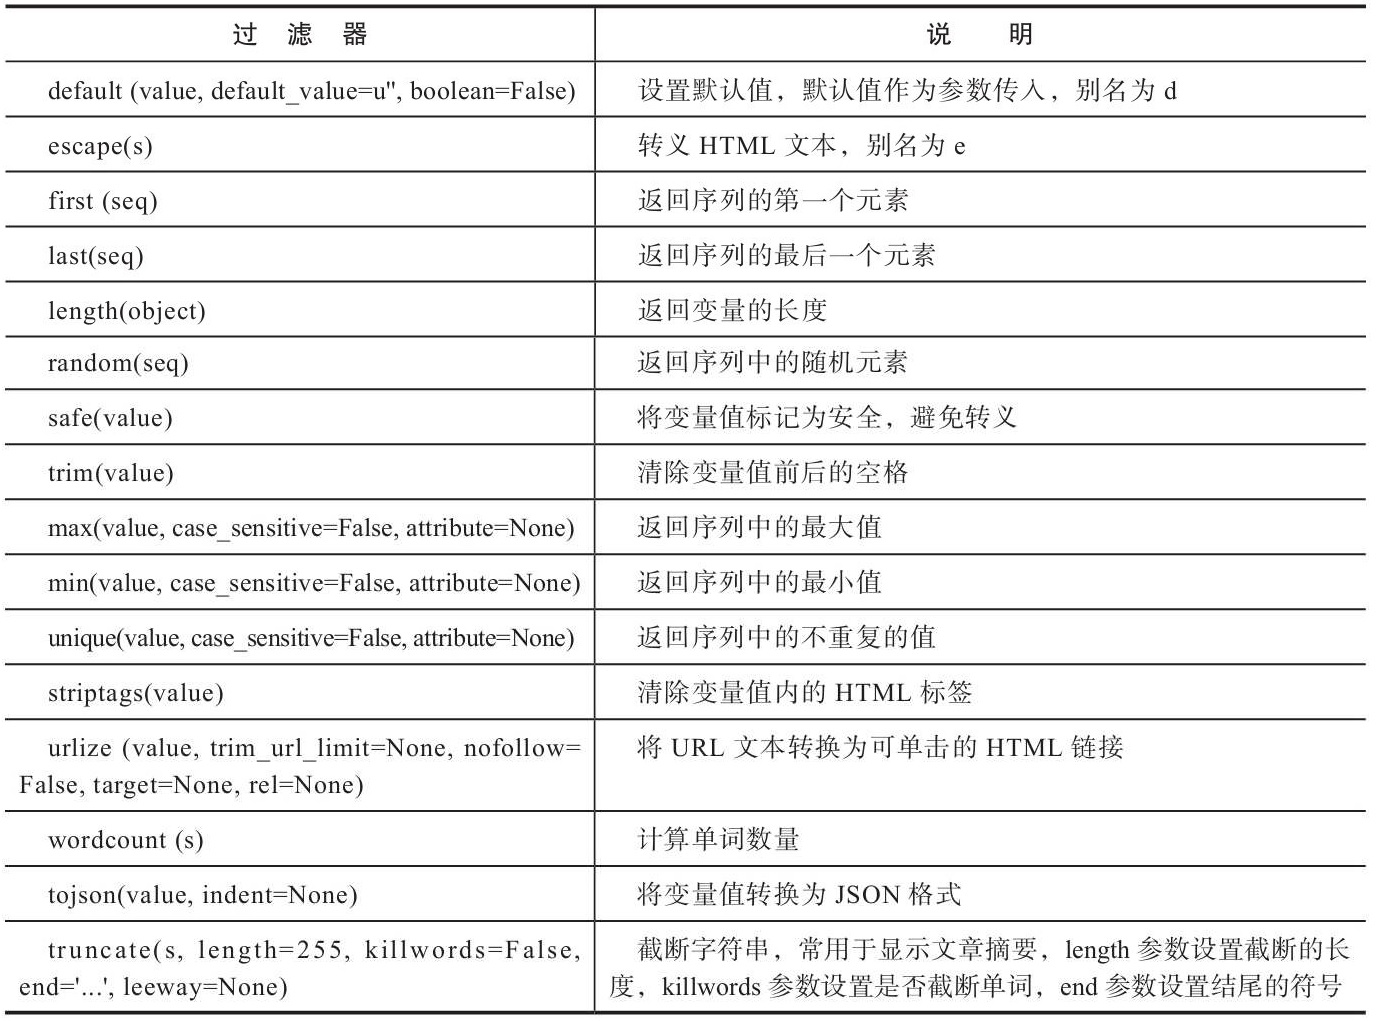 过 滤 器 说 明
default (value, default_value=u'', boolean=False) 设置默认值，默认值作为参数传入，别名为 d
escape(s) 转义 HTML 文本，别名为 e
first (seq) 返回序列的第一个元素
last(seq) 返回序列的最后一个元素
length(object) 返回变量的长度
random(seq) 返回序列中的随机元素
safe(value) 将变量值标记为安全，避免转义
trim(value) 清除变量值前后的空格
max(value, case_sensitive=False, attribute=None) 返回序列中的最大值
min(value, case_sensitive=False, attribute=None) 返回序列中的最小值
unique(value, case_sensitive=False, attribute=None) 返回序列中的不重复的值
striptags(value) 清除变量值内的 HTML 标签
urlize (value, trim_url_limit=None, nofollow=
False, target=None, rel=None)
将 URL 文本转换为可单击的 HTML 链接
wordcount (s) 计算单词数量
tojson(value, indent=None) 将变量值转换为 JSON 格式
truncate(s, length=255, killwords=False,
end='...', leeway=None)
截断字符串，常用于显示文章摘要，length 参数设置截断的长
度，killwords 参数设置是否截断单词，end 参数设置结尾的符号